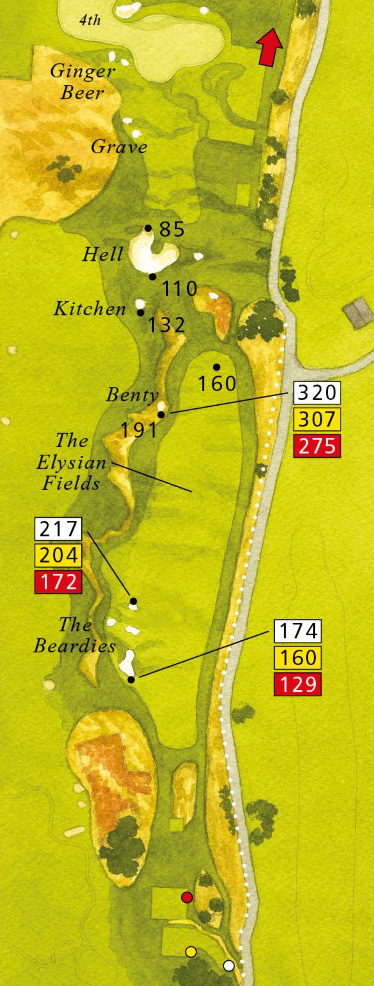 4th
Ginger
Beer
Grave
85
Hell
110
Kitchen
132
160
Benty
320
307
275
191
The
Elysian
Fields
217
204
172
The
Beardies
174
160
129